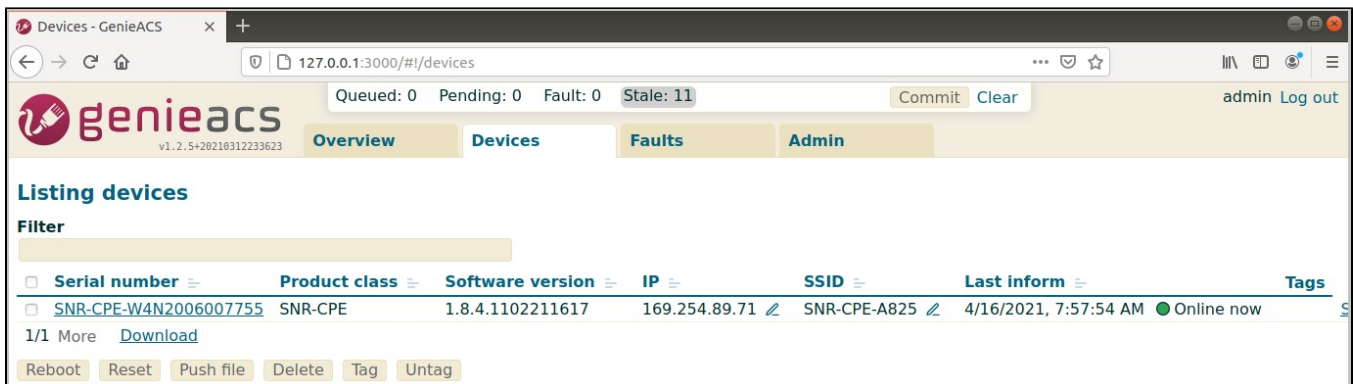 Devices - GenieACS
127.0.0.1:3000/#!/devices
Queued: 0 Pending: 0 Fault: 0 Stale: 11 Commit Clear
admin Log out
genieacs
v1.2.5+20210312233623
Overview Devices Faults Admin
Listing devices
Filter
Serial number Product class Software version IP SSID Last inform Tags
SNR-CPE-W4N2006007755 SNR-CPE 1.8.4.1102211617 169.254.89.71 SNR-CPE-A825 4/16/2021, 7:57:54 AM Online now
1/1 More Download
Reboot Reset Push file Delete Tag Untag